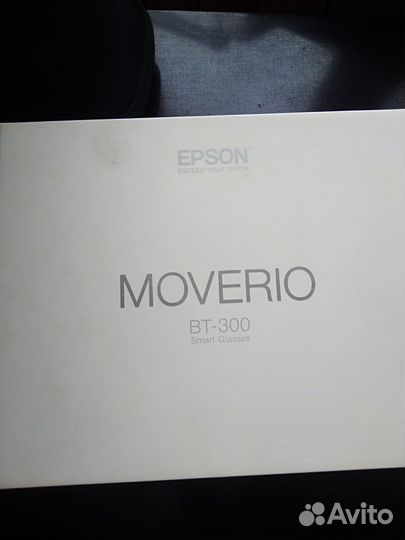 EPSON
EXCEED YOUR VISION
MOVERIO
BT-300
Smart Glasses
Avito